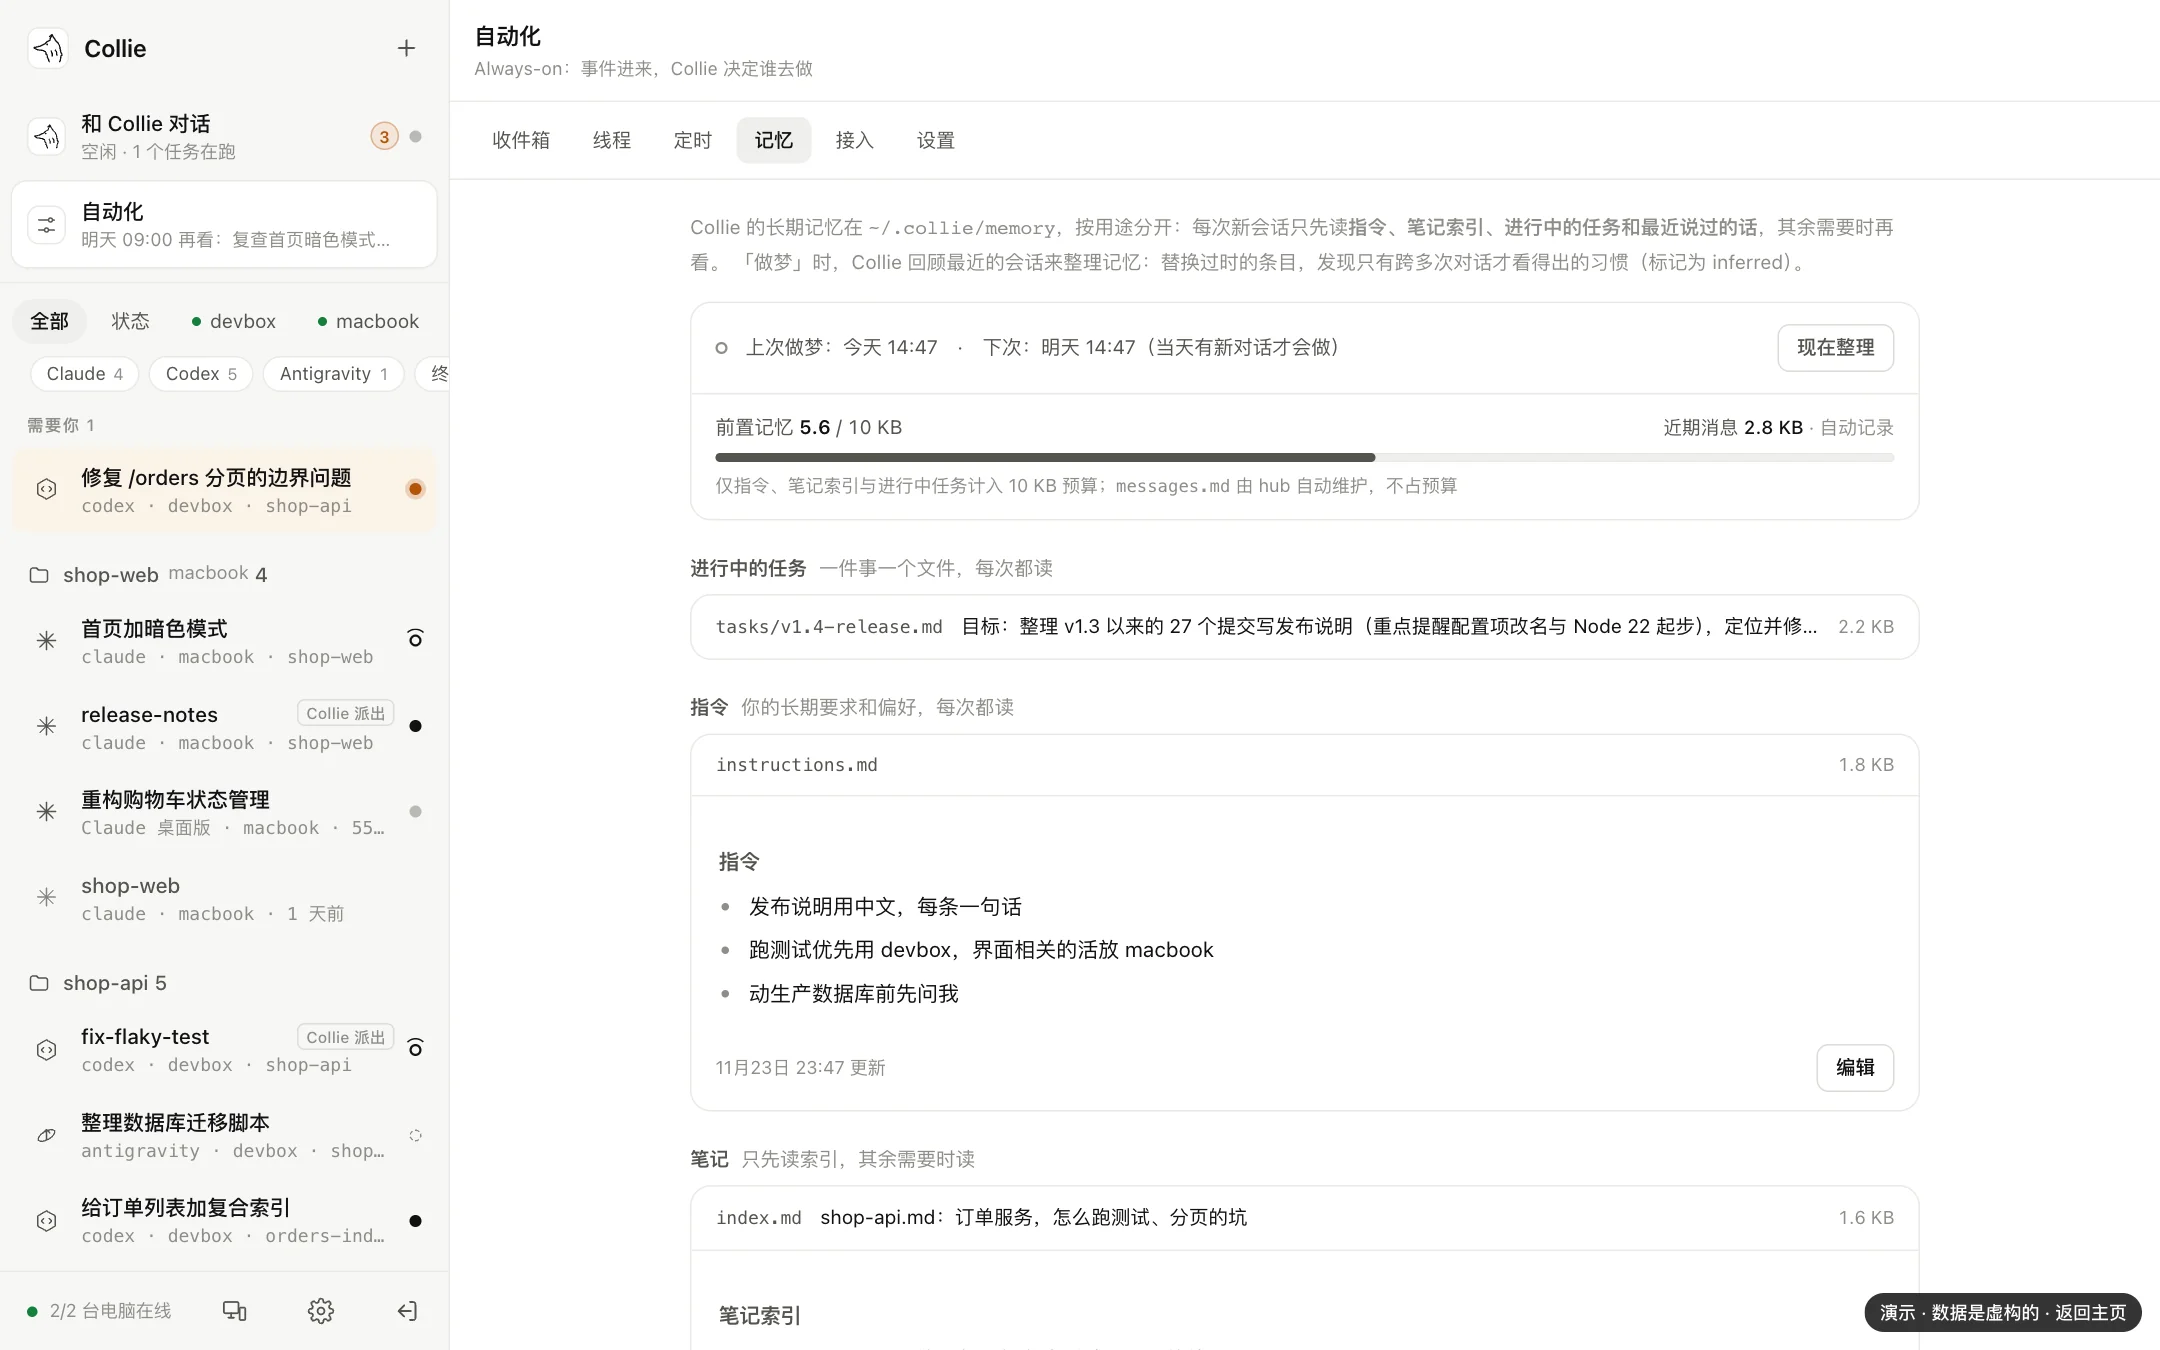 Collie
和 Collie 对话
空闲 · 1 个任务在跑
3
自动化
明天 09:00 再看：复查首页暗色模式...
全部
状态
devbox
macbook
Claude 4
Codex 5
Antigravity 1
终
需要你 1
修复 /orders 分页的边界问题
codex · devbox · shop-api
shop-web macbook 4
首页加暗色模式
claude · macbook · shop-web
release-notes
Collie 派出
claude · macbook · shop-web
重构购物车状态管理
Claude 桌面版 · macbook · 55…
shop-web
claude · macbook · 1 天前
shop-api 5
fix-flaky-test
Collie 派出
codex · devbox · shop-api
整理数据库迁移脚本
antigravity · devbox · shop…
给订单列表加复合索引
codex · devbox · orders-ind…
2/2 台电脑在线
自动化
Always-on：事件进来，Collie 决定谁去做
收件箱
线程
定时
记忆
接入
设置
Collie 的长期记忆在 ~/.collie/memory，按用途分开：每次新会话只先读指令、笔记索引、进行中的任务和最近说过的话，其余需要时再
看。「做梦」时，Collie 回顾最近的会话来整理记忆：替换过时的条目，发现只有跨多次对话才看得出的习惯（标记为 inferred）。
上次做梦：今天 14:47 · 下次：明天 14:47（当天有新对话才会做）
现在整理
前置记忆 5.6 / 10 KB
近期消息 2.8 KB · 自动记录
仅指令、笔记索引与进行中任务计入 10 KB 预算；messages.md 由 hub 自动维护，不占预算
进行中的任务 一件事一个文件，每次都读
tasks/v1.4-release.md 目标：整理 v1.3 以来的 27 个提交写发布说明（重点提醒配置项改名与 Node 22 起步），定位并修... 2.2 KB
指令 你的长期要求和偏好，每次都读
instructions.md 1.8 KB
指令
• 发布说明用中文，每条一句话
• 跑测试优先用 devbox，界面相关的活放 macbook
• 动生产数据库前先问我
11月23日 23:47 更新
编辑
笔记 只先读索引，其余需要时读
index.md shop-api.md：订单服务，怎么跑测试、分页的坑 1.6 KB
笔记索引
演示 · 数据是虚构的 · 返回主页